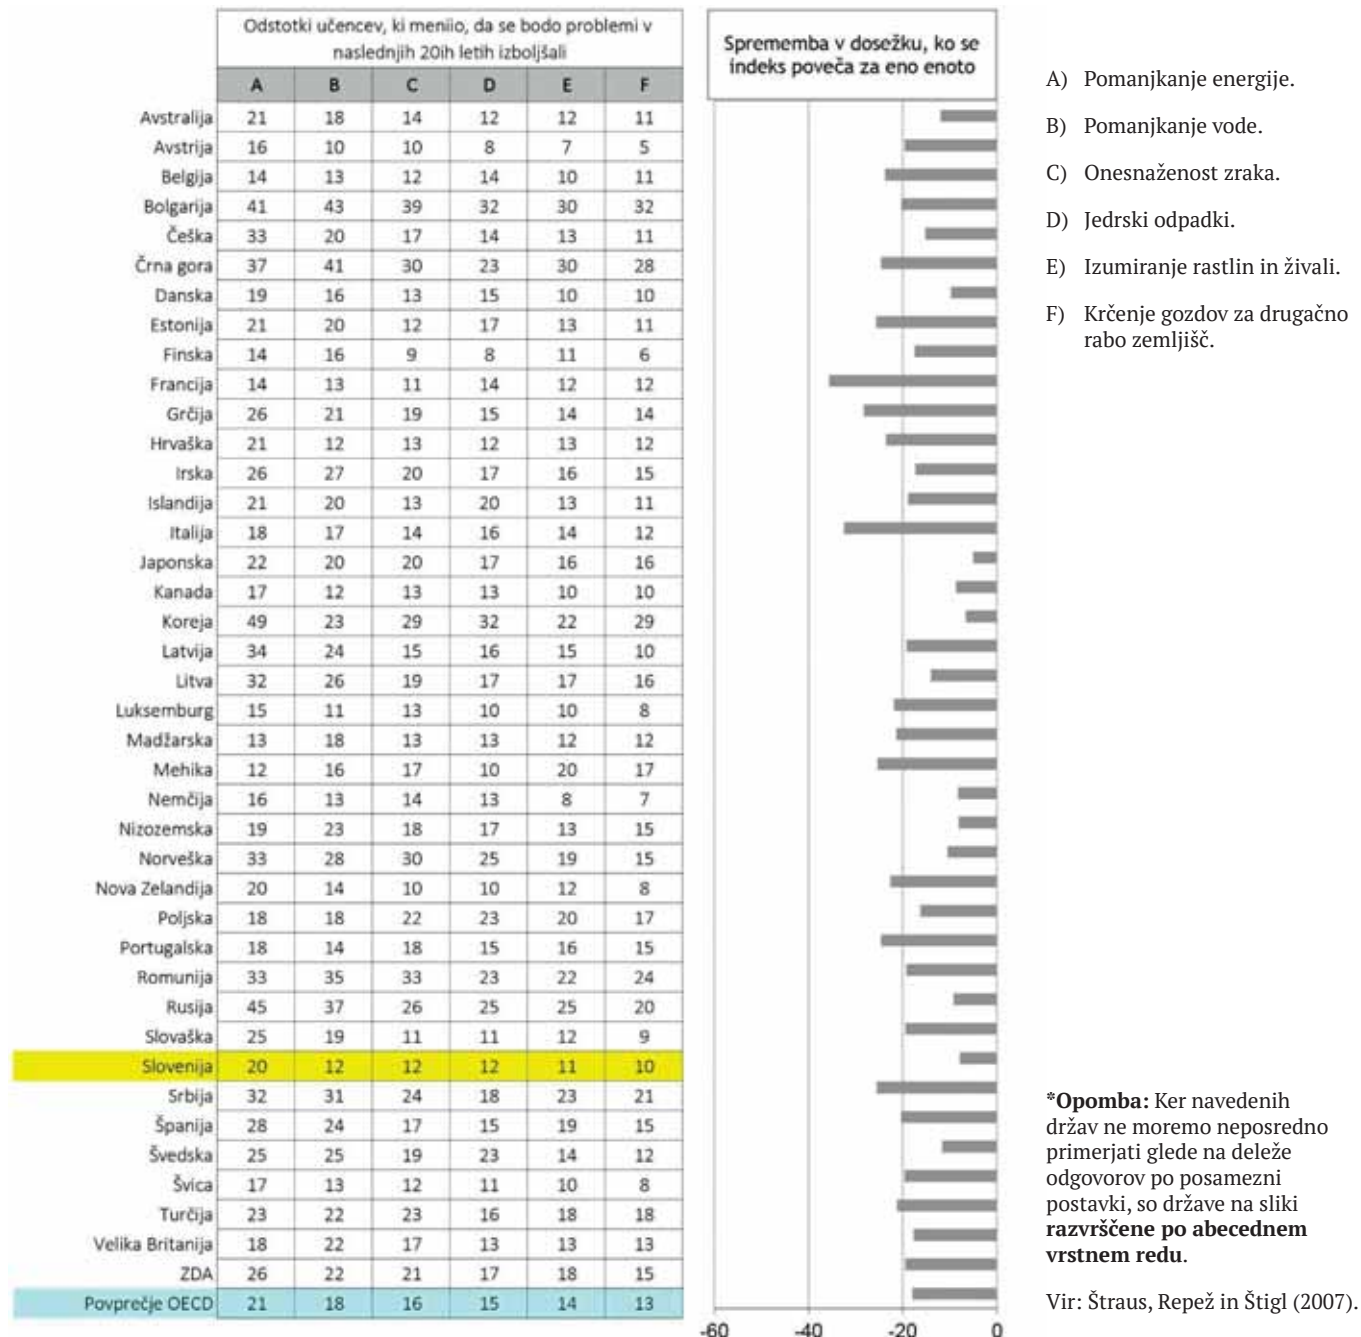 Odstotki učencev, ki meniio, da se bodo problemi v
naslednjih 20ih letih izboljšali
A B C D E F
Avstralija 21 18 14 12 12 11
Avstrija 16 10 10 8 7 5
Belgija 14 13 12 14 10 11
Bolgarija 41 43 39 32 30 32
Češka 33 20 17 14 13 11
Črna gora 37 41 30 23 30 28
Danska 19 16 13 15 10 10
Estonija 21 20 12 17 13 11
Finska 14 16 9 8 11 6
Francija 14 13 11 14 12 12
Grčija 26 21 19 15 14 14
Hrvaška 21 12 13 12 13 12
Irska 26 27 20 17 16 15
Islandija 21 20 13 20 13 11
Italija 18 17 14 16 14 12
Japonska 22 20 20 17 16 16
Kanada 17 12 13 13 10 10
Koreja 49 23 29 32 22 29
Latvija 34 24 15 16 15 10
Litva 32 26 19 17 17 16
Luksemburg 15 11 13 10 10 8
Madžarska 13 18 13 13 12 12
Mehika 12 16 17 10 20 17
Nemčija 16 13 14 13 8 7
Nizozemska 19 23 18 17 13 15
Norveška 33 28 30 25 19 15
Nova Zelandija 20 14 10 10 12 8
Poljska 18 18 22 23 20 17
Portugalska 18 14 18 15 16 15
Romunija 33 35 33 23 22 24
Rusija 45 37 26 25 25 20
Slovaška 25 19 11 11 12 9
Slovenija 20 12 12 12 11 10
Srbija 32 31 24 18 23 21
Španija 28 24 17 15 19 15
Švedska 25 25 19 23 14 12
Švica 17 13 12 11 10 8
Turčija 23 22 23 16 18 18
Velika Britanija 18 22 17 13 13 13
ZDA 26 22 21 17 18 15
Povprečje OECD 21 18 16 15 14 13
Sprememba v dosežku, ko se
indeks poveča za eno enoto
-60 -40 -20 0
A) Pomanjkanje energije.
B) Pomanjkanje vode.
C) Onesnaženost zraka.
D) Jedrski odpadki.
E) Izumiranje rastlin in živali.
F) Krčenje gozdov za drugačno
rabo zemljišč.
*Opomba: Ker navedenih
držav ne moremo neposredno
primerjati glede na deleže
odgovorov po posamezni
postavki, so države na sliki
razvrščene po abecednem
vrstnem redu.
Vir: Štraus, Repež in Štigl (2007).